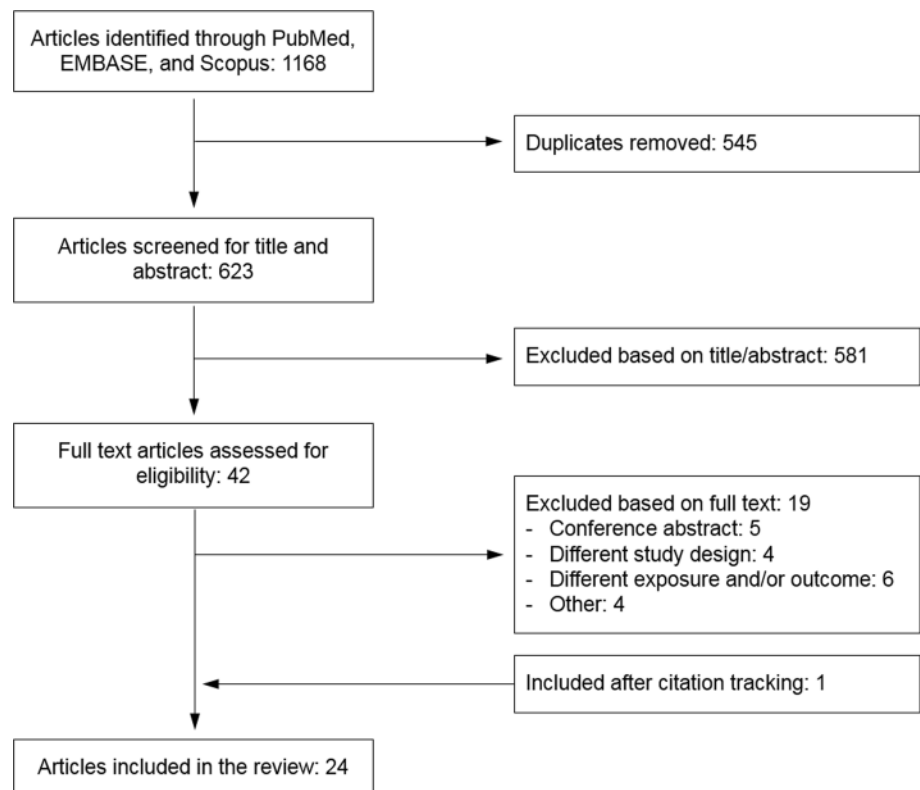 Articles identified through PubMed,
EMBASE, and Scopus: 1168
Duplicates removed: 545
Articles screened for title and
abstract: 623
Excluded based on title/abstract: 581
Full text articles assessed for
eligibility: 42
Excluded based on full text: 19
- Conference abstract: 5
- Different study design: 4
- Different exposure and/or outcome: 6
- Other: 4
Included after citation tracking: 1
Articles included in the review: 24